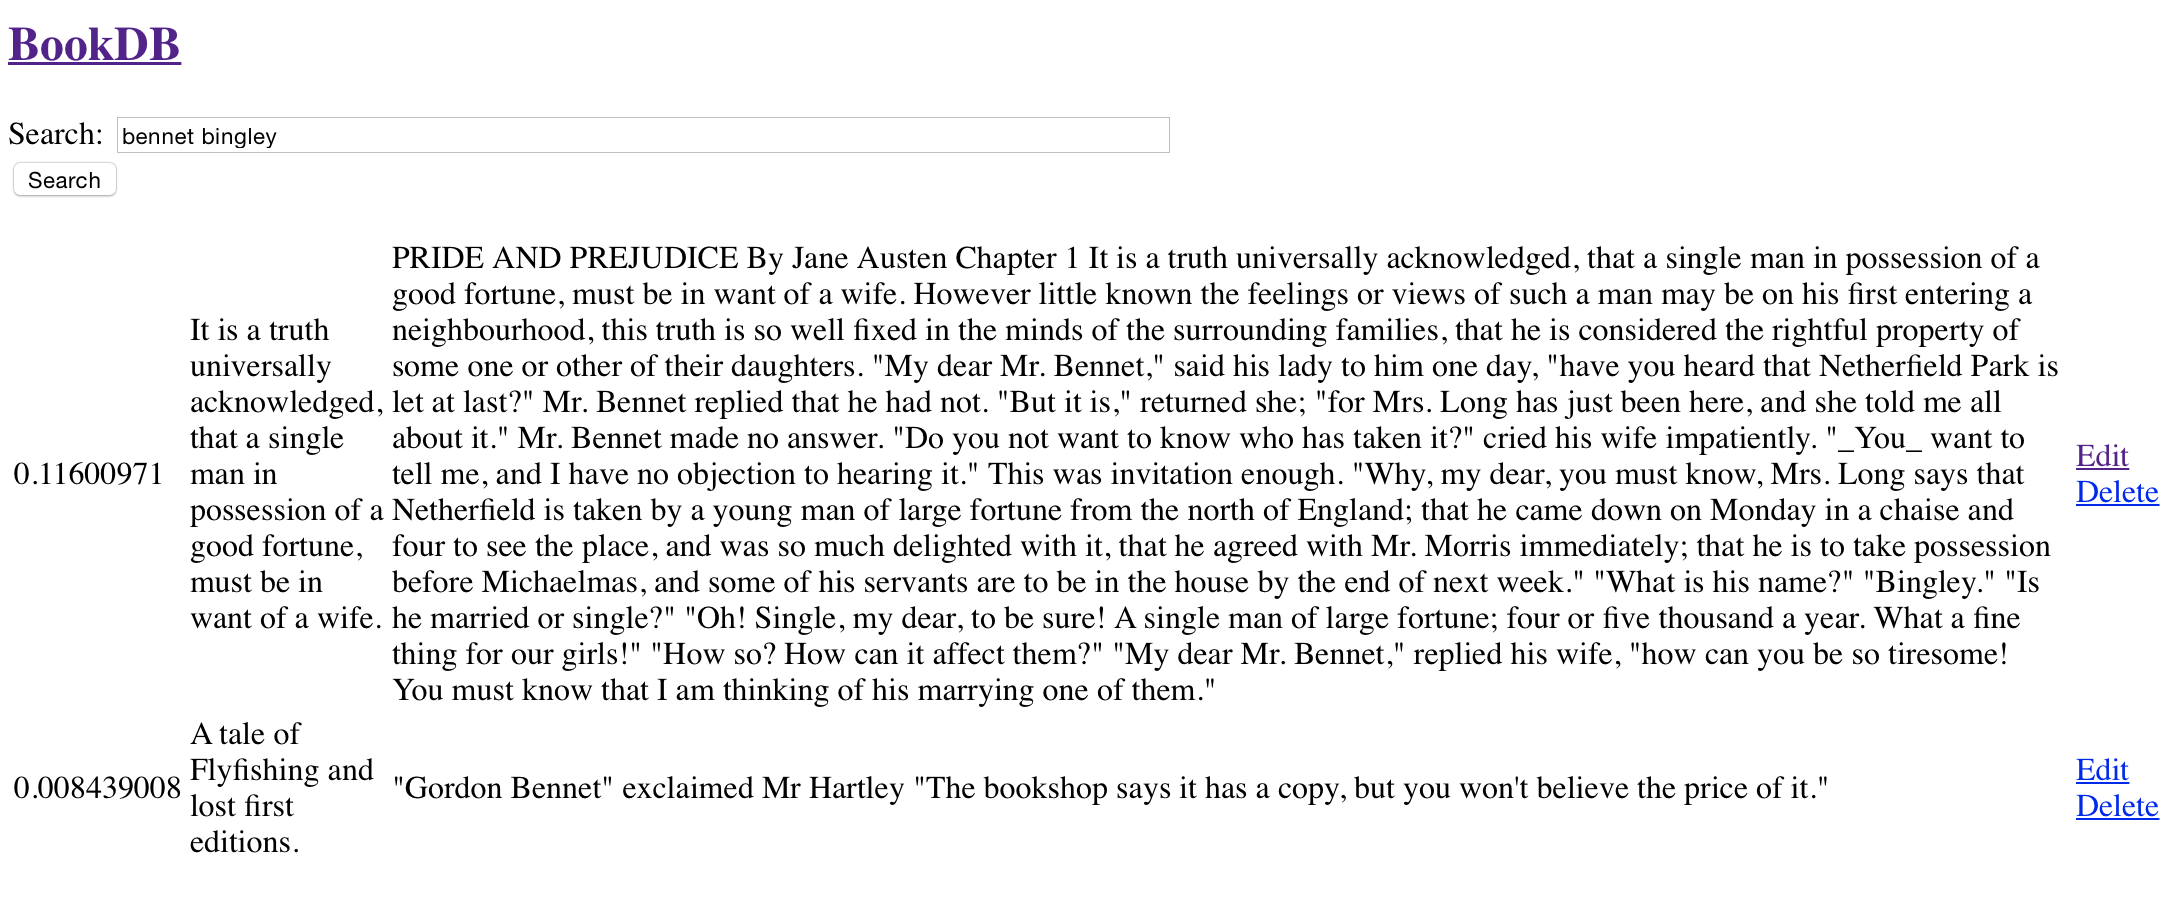 BookDB
Search: bennet bingley
Search
0.11600971
It is a truth
universally
acknowledged,
that a single
man in
possession of a
good fortune,
must be in
want of a wife.
PRIDE AND PREJUDICE By Jane Austen Chapter 1 It is a truth universally acknowledged, that a single man in possession of a
good fortune, must be in want of a wife. However little known the feelings or views of such a man may be on his first entering a
neighbourhood, this truth is so well fixed in the minds of the surrounding families, that he is considered the rightful property of
some one or other of their daughters. "My dear Mr. Bennet," said his lady to him one day, "have you heard that Netherfield Park is
let at last?" Mr. Bennet replied that he had not. "But it is," returned she; "for Mrs. Long has just been here, and she told me all
about it." Mr. Bennet made no answer. "Do you not want to know who has taken it?" cried his wife impatiently. "_You_ want to
tell me, and I have no objection to hearing it." This was invitation enough. "Why, my dear, you must know, Mrs. Long says that
Netherfield is taken by a young man of large fortune from the north of England; that he came down on Monday in a chaise and
four to see the place, and was so much delighted with it, that he agreed with Mr. Morris immediately; that he is to take possession
before Michaelmas, and some of his servants are to be in the house by the end of next week." "What is his name?" "Bingley." "Is
he married or single?" "Oh! Single, my dear, to be sure! A single man of large fortune; four or five thousand a year. What a fine
thing for our girls!" "How so? How can it affect them?" "My dear Mr. Bennet," replied his wife, "how can you be so tiresome!
You must know that I am thinking of his marrying one of them."
Edit
Delete
0.008439008
A tale of
Flyfishing and
lost first
editions.
"Gordon Bennet" exclaimed Mr Hartley "The bookshop says it has a copy, but you won't believe the price of it."
Edit
Delete